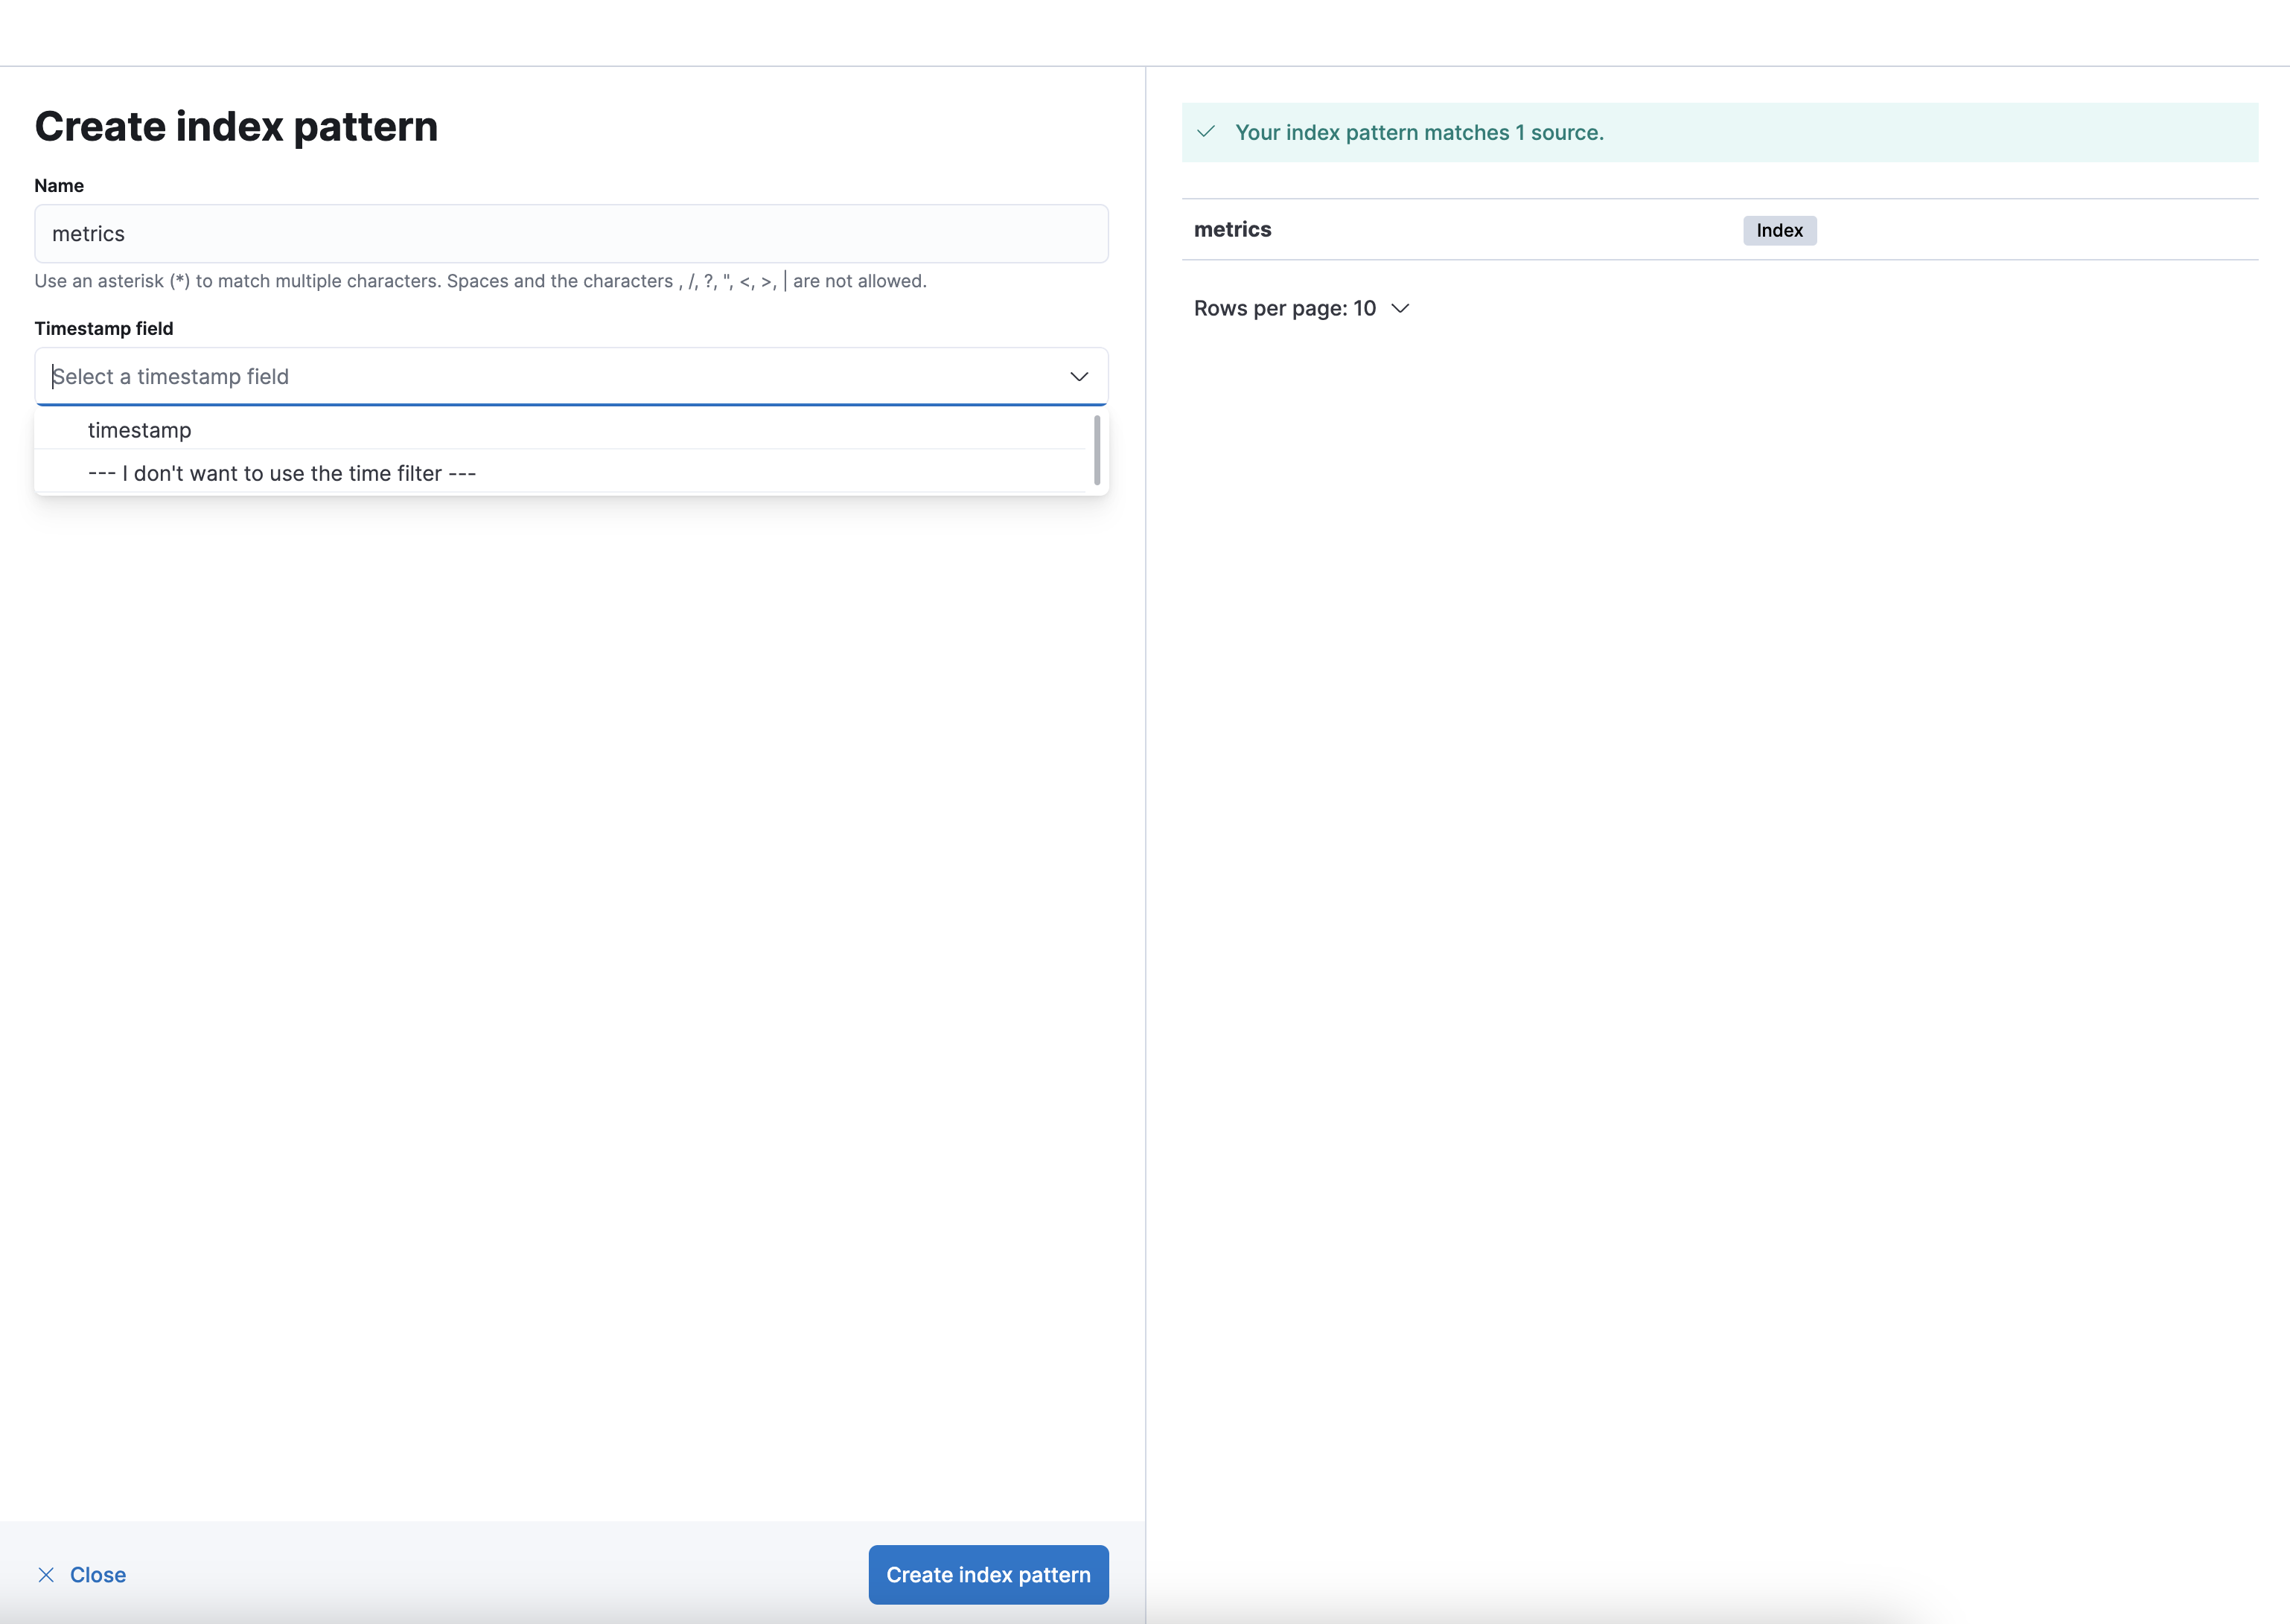 Create index pattern
Name
metrics
Use an asterisk (*) to match multiple characters. Spaces and the characters , /, ?, ", <, >, | are not allowed.
Timestamp field
Select a timestamp field
timestamp
--- I don't want to use the time filter ---
Close
Create index pattern
Your index pattern matches 1 source.
metrics Index
Rows per page: 10